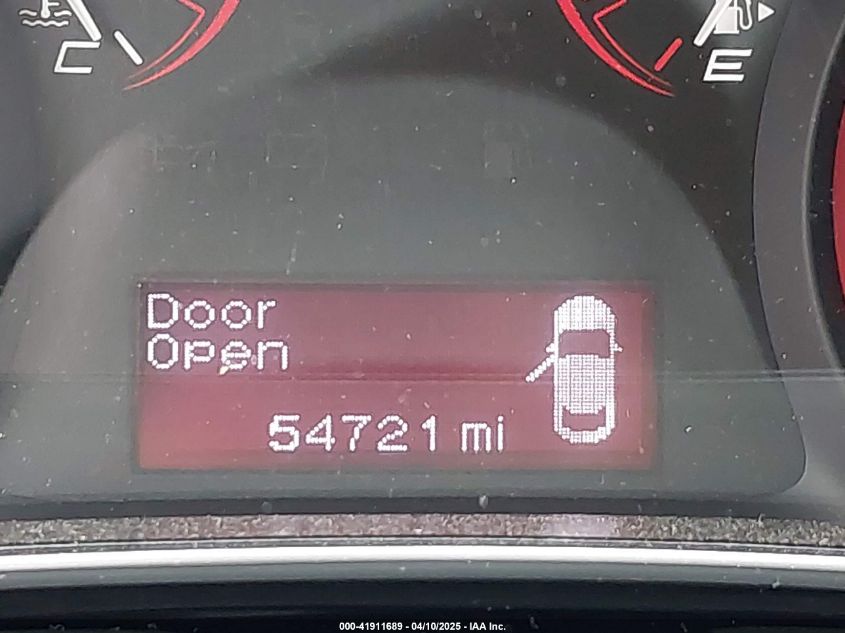 C
E
Door
Open
54721 mi
000-41911689 - 04/10/2025 - IAA Inc.